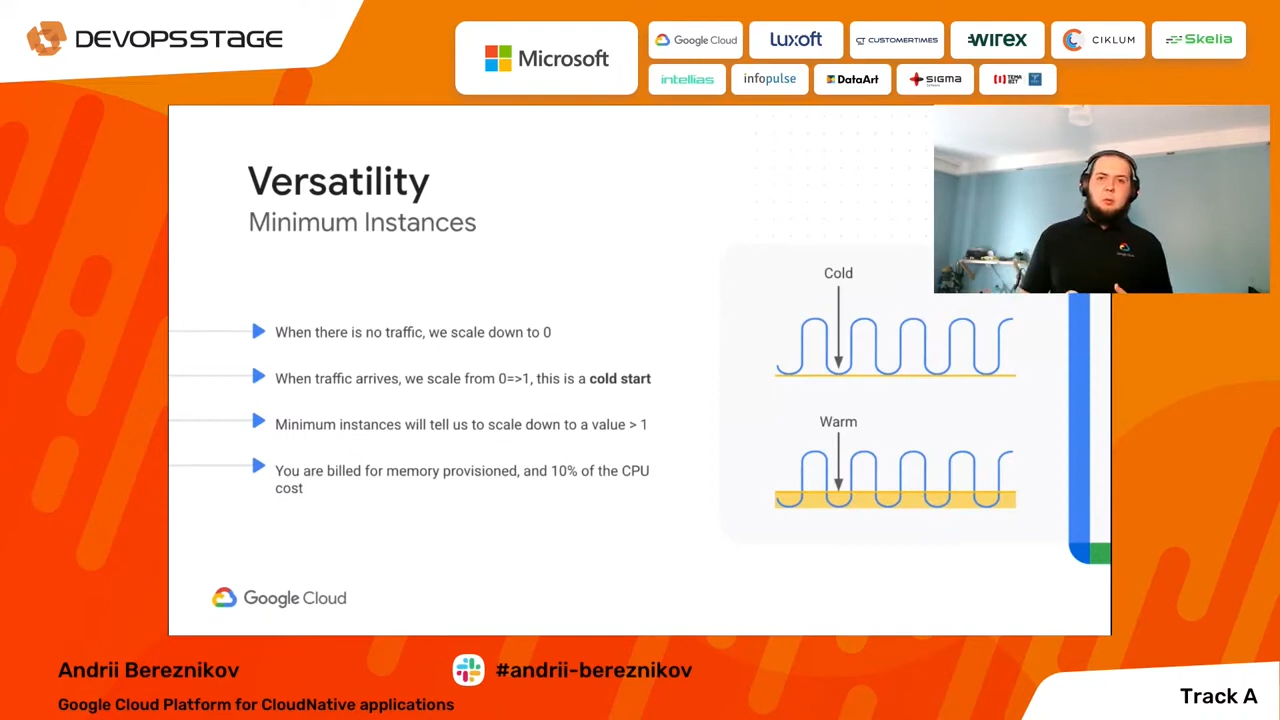 DEVOPSSTAGE
Microsoft
Google Cloud
Luxoft
CUSTOMERTIMES
WIREX
CIKLUM
Skelia
intellias
infopulse
DataArt
SIGMA
Software
TEMA
BIT
Versatility
Minimum Instances
When there is no traffic, we scale down to 0
When traffic arrives, we scale from 0=>1, this is a cold start
Minimum instances will tell us to scale down to a value > 1
You are billed for memory provisioned, and 10% of the CPU
cost
Cold
Warm
Google Cloud
Andrii Bereznikov
#andrii-bereznikov
Google Cloud Platform for CloudNative applications
Track A